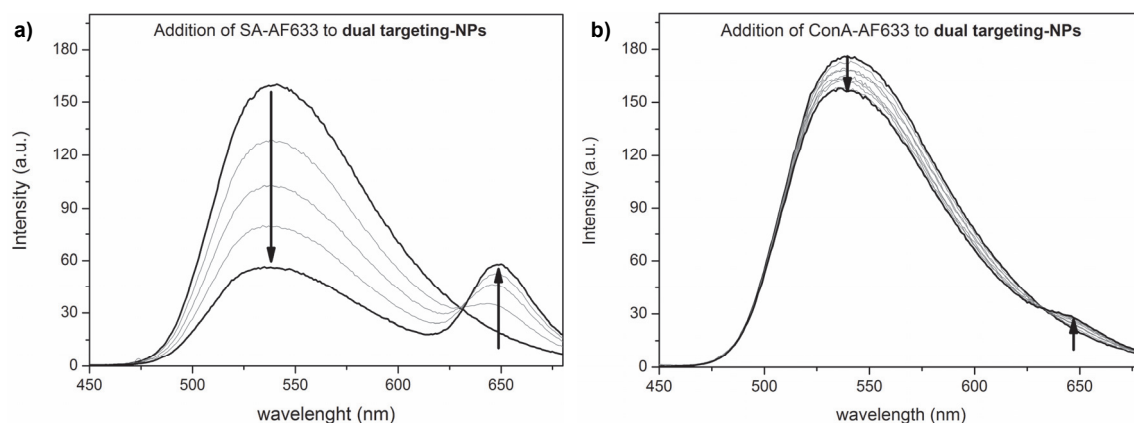 a)
Addition of SA-AF633 to dual targeting-NPs
180
150
120
90
60
30
0
Intensity (a.u.)
450 500 550 600 650
wavelenght (nm)
b)
Addition of ConA-AF633 to dual targeting-NPs
180
150
120
90
60
30
0
Intensity (a.u.)
450 500 550 600 650
wavelength (nm)